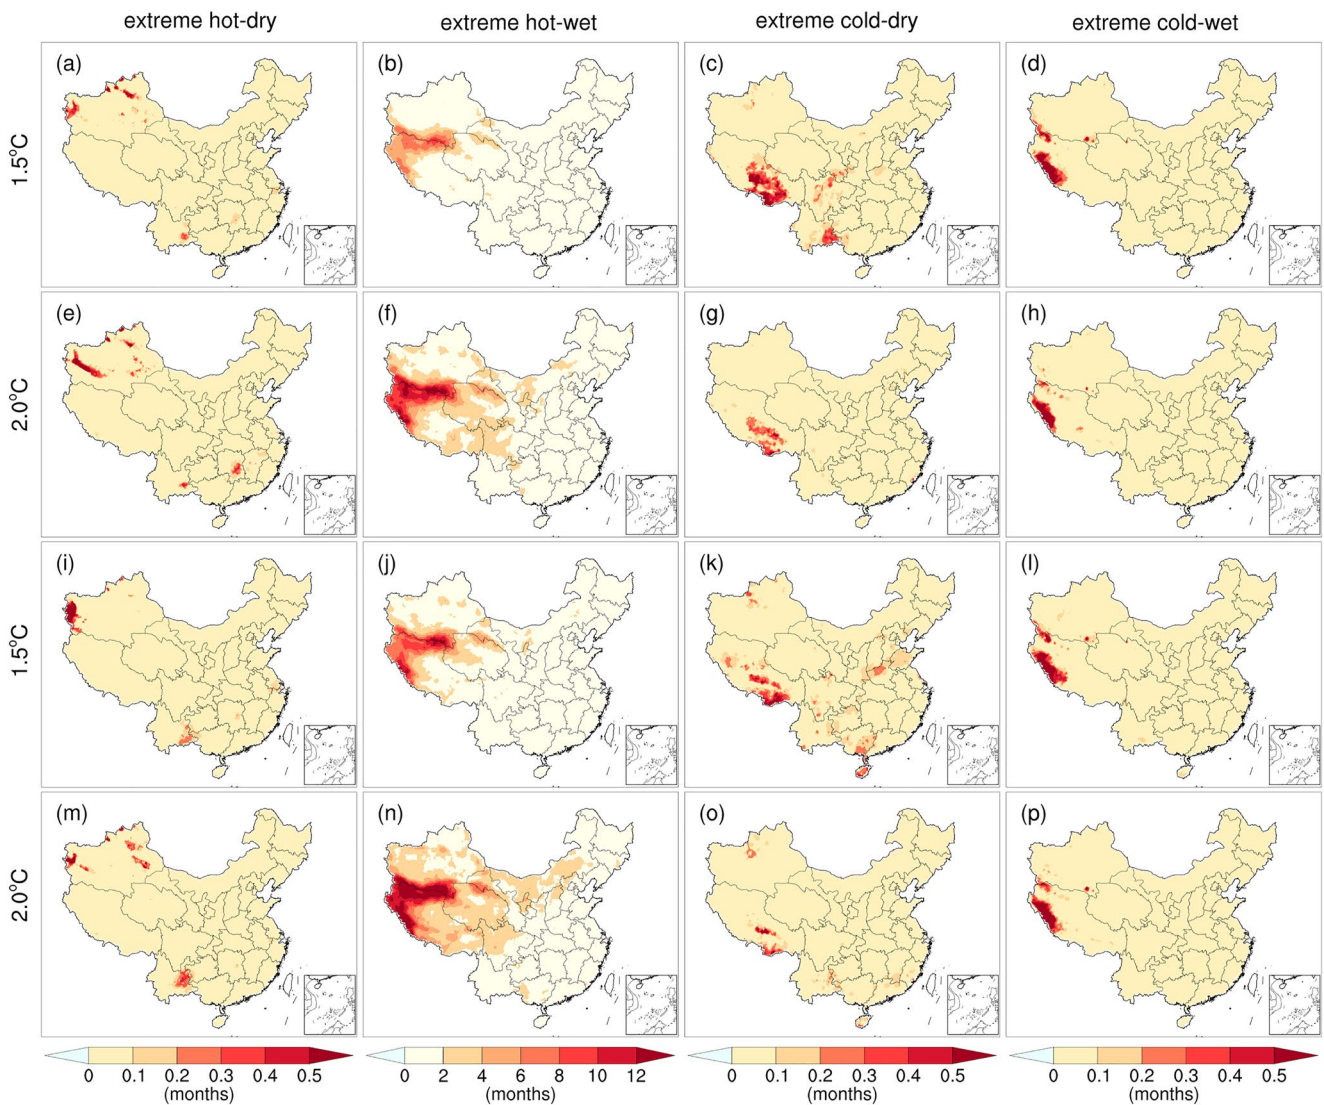 extreme hot-dry extreme hot-wet extreme cold-dry extreme cold-wet
1.5°C (a) (b) (c) (d)
2.0°C (e) (f) (g) (h)
1.5°C (i) (j) (k) (l)
2.0°C (m) (n) (o) (p)
0 0.1 0.2 0.3 0.4 0.5 0 2 4 6 8 10 12 0 0.1 0.2 0.3 0.4 0.5 0 0.1 0.2 0.3 0.4 0.5
(months) (months) (months) (months)